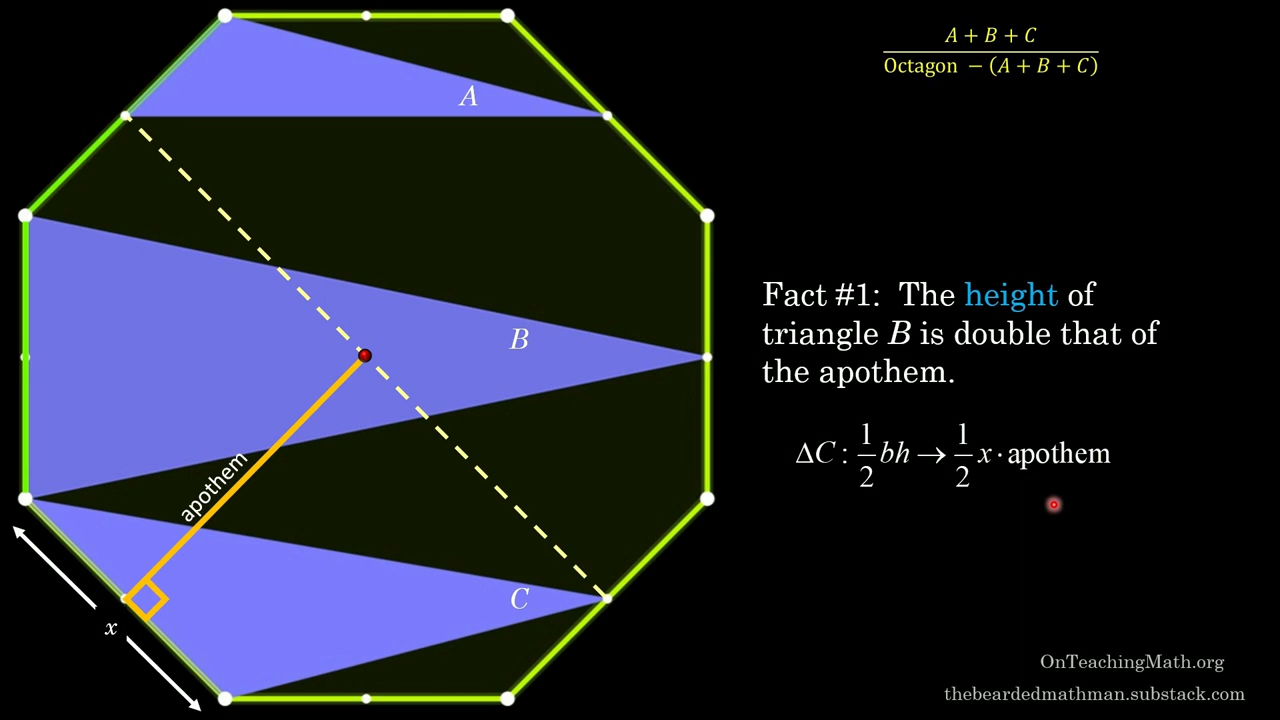 A + B + C
Octagon − (A + B + C)
A
Fact #1: The height of
triangle B is double that of
the apothem.
B
ΔC : 1/2 bh → 1/2 x · apothem
apothem
C
x
OnTeachingMath.org
thebeardedmathman.substack.com